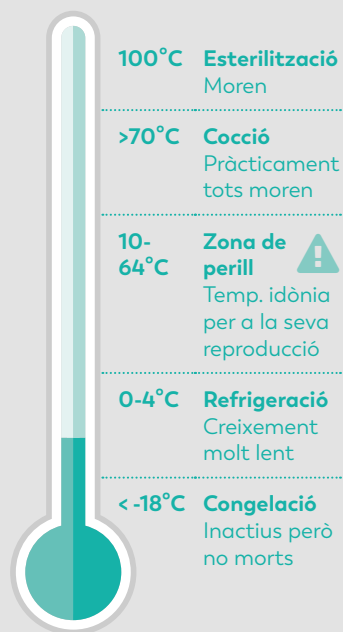 100°C Esterilització
Moren
>70°C Cocció
Pràcticament
tots moren
10- Zona de
64°C perill
Temp. idònia
per a la seva
reproducció
0-4°C Refrigeració
Creixement
molt lent
< -18°C Congelació
Inactius però
no morts